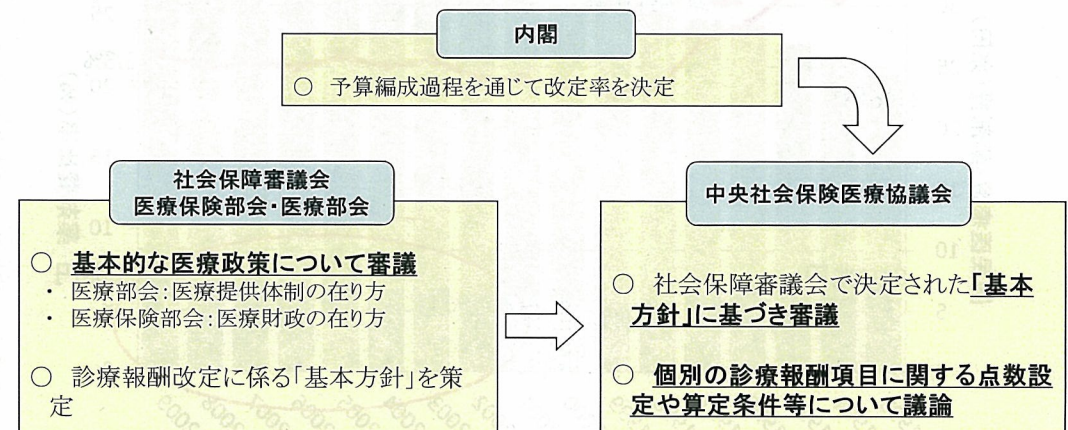 内閣
○ 予算編成過程を通じて改定率を決定
社会保障審議会
医療保険部会・医療部会
○ 基本的な医療政策について審議
・ 医療部会:医療提供体制の在り方
・ 医療保険部会:医療財政の在り方
○ 診療報酬改定に係る「基本方針」を策
定
中央社会保険医療協議会
○ 社会保障審議会で決定された「基本
方針」に基づき審議
○ 個別の診療報酬項目に関する点数設
定や算定条件等について議論